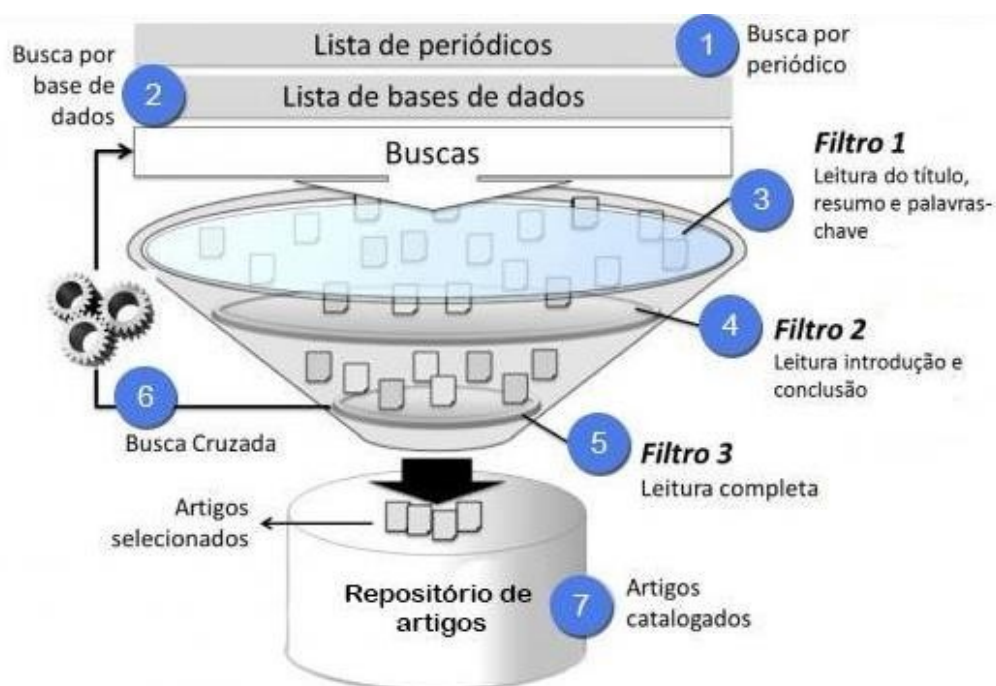 Lista de periódicos
1
Busca por
periódico
Busca por
base de
dados
2
Lista de bases de dados
Buscas
Filtro 1
Leitura do título,
resumo e palavras-
chave
3
4
Filtro 2
Leitura introdução e
conclusão
6
Busca Cruzada
5
Filtro 3
Leitura completa
Artigos
selecionados
Repositório de
artigos
7
Artigos
catalogados